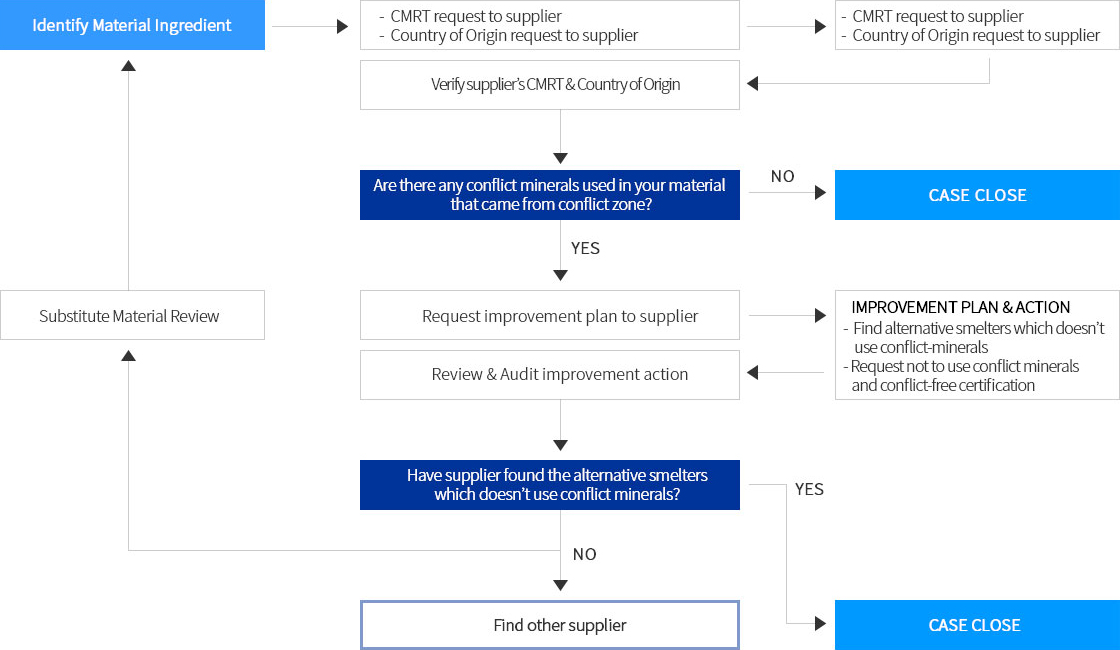 Identify Material Ingredient
- CMRT request to supplier
- Country of Origin request to supplier
- CMRT request to supplier
- Country of Origin request to supplier
Verify supplier's CMRT & Country of Origin
Are there any conflict minerals used in your material
that came from conflict zone?
NO
CASE CLOSE
YES
Substitute Material Review
Request improvement plan to supplier
IMPROVEMENT PLAN & ACTION
- Find alternative smelters which doesn't
use conflict-minerals
- Request not to use conflict minerals
and conflict-free certification
Review & Audit improvement action
Have supplier found the alternative smelters
which doesn't use conflict minerals?
YES
NO
Find other supplier
CASE CLOSE